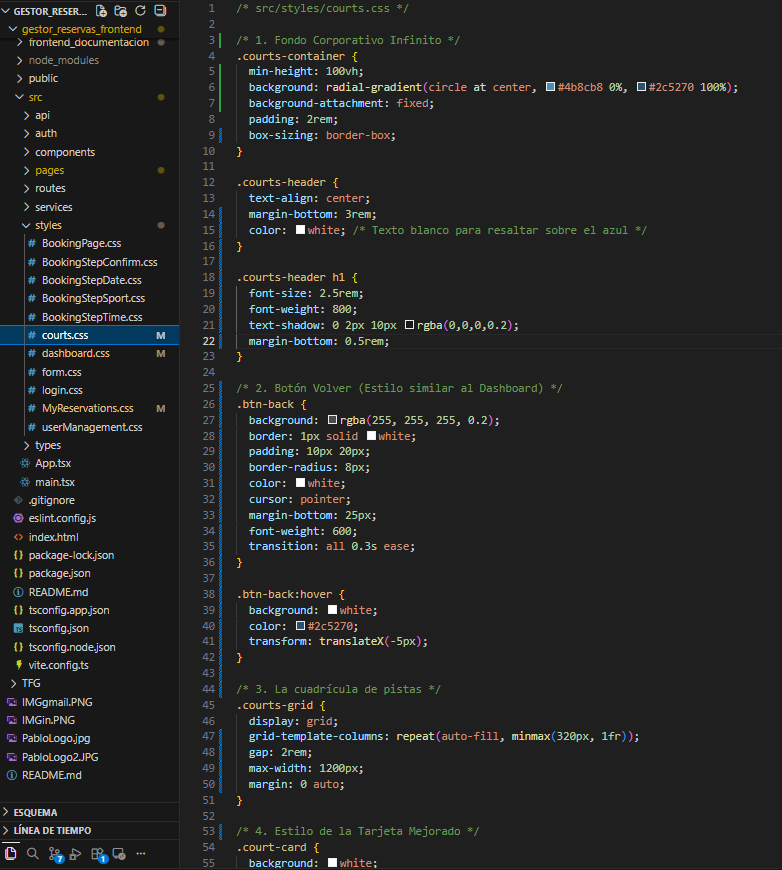 GESTOR_RESER...
gestor_reservas_frontend
frontend_documentacion
node_modules
public
src
api
auth
components
pages
routes
services
styles
# BookingPage.css
# BookingStepConfirm.css
# BookingStepDate.css
# BookingStepSport.css
# BookingStepTime.css
# courts.css M
# dashboard.css M
# form.css
# login.css
# MyReservations.css M
# userManagement.css
types
App.tsx
main.tsx
.gitignore
eslint.config.js
<> index.html
{} package-lock.json
{} package.json
README.md
{} tsconfig.app.json
TS tsconfig.json
{} tsconfig.node.json
vite.config.ts
TFG
IMGgmail.PNG
IMGin.PNG
PabloLogo.jpg
PabloLogo2.JPG
README.md
ESQUEMA
LÍNEA DE TIEMPO
7 1 ...
1 /* src/styles/courts.css */
2
3 /* 1. Fondo Corporativo Infinito */
4 .courts-container {
5 min-height: 100vh;
6 background: radial-gradient(circle at center, #4b8cb8 0%, #2c5270 100%);
7 background-attachment: fixed;
8 padding: 2rem;
9 box-sizing: border-box;
10 }
11
12 .courts-header {
13 text-align: center;
14 margin-bottom: 3rem;
15 color: white; /* Texto blanco para resaltar sobre el azul */
16 }
17
18 .courts-header h1 {
19 font-size: 2.5rem;
20 font-weight: 800;
21 text-shadow: 0 2px 10px rgba(0,0,0,0.2);
22 margin-bottom: 0.5rem;
23 }
24
25 /* 2. Botón Volver (Estilo similar al Dashboard) */
26 .btn-back {
27 background: rgba(255, 255, 255, 0.2);
28 border: 1px solid white;
29 padding: 10px 20px;
30 border-radius: 8px;
31 color: white;
32 cursor: pointer;
33 margin-bottom: 25px;
34 font-weight: 600;
35 transition: all 0.3s ease;
36 }
37
38 .btn-back:hover {
39 background: white;
40 color: #2c5270;
41 transform: translateX(-5px);
42 }
43
44 /* 3. La cuadrícula de pistas */
45 .courts-grid {
46 display: grid;
47 grid-template-columns: repeat(auto-fill, minmax(320px, 1fr));
48 gap: 2rem;
49 max-width: 1200px;
50 margin: 0 auto;
51 }
52
53 /* 4. Estilo de la Tarjeta Mejorado */
54 .court-card {
55 background: white;